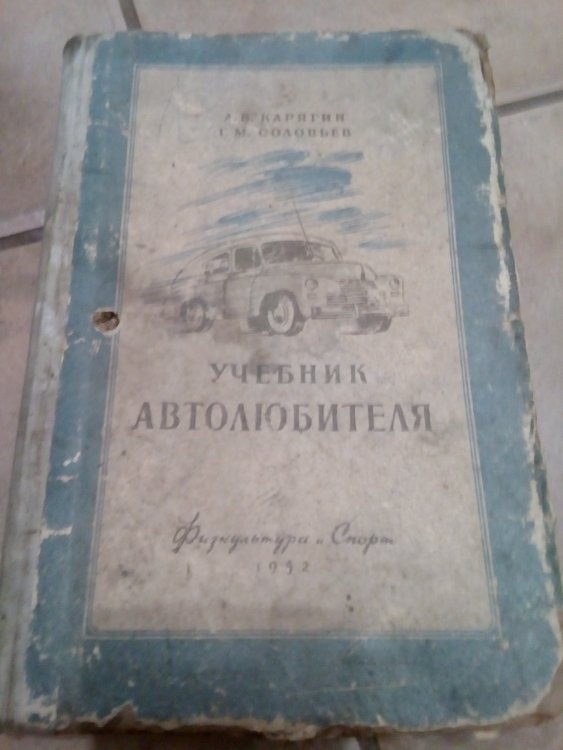 А. В. КАРЯГИН
Г. М. СОЛОВЬЕВ
УЧЕБНИК
АВТОЛЮБИТЕЛЯ
Физкультура и Спорт
1952